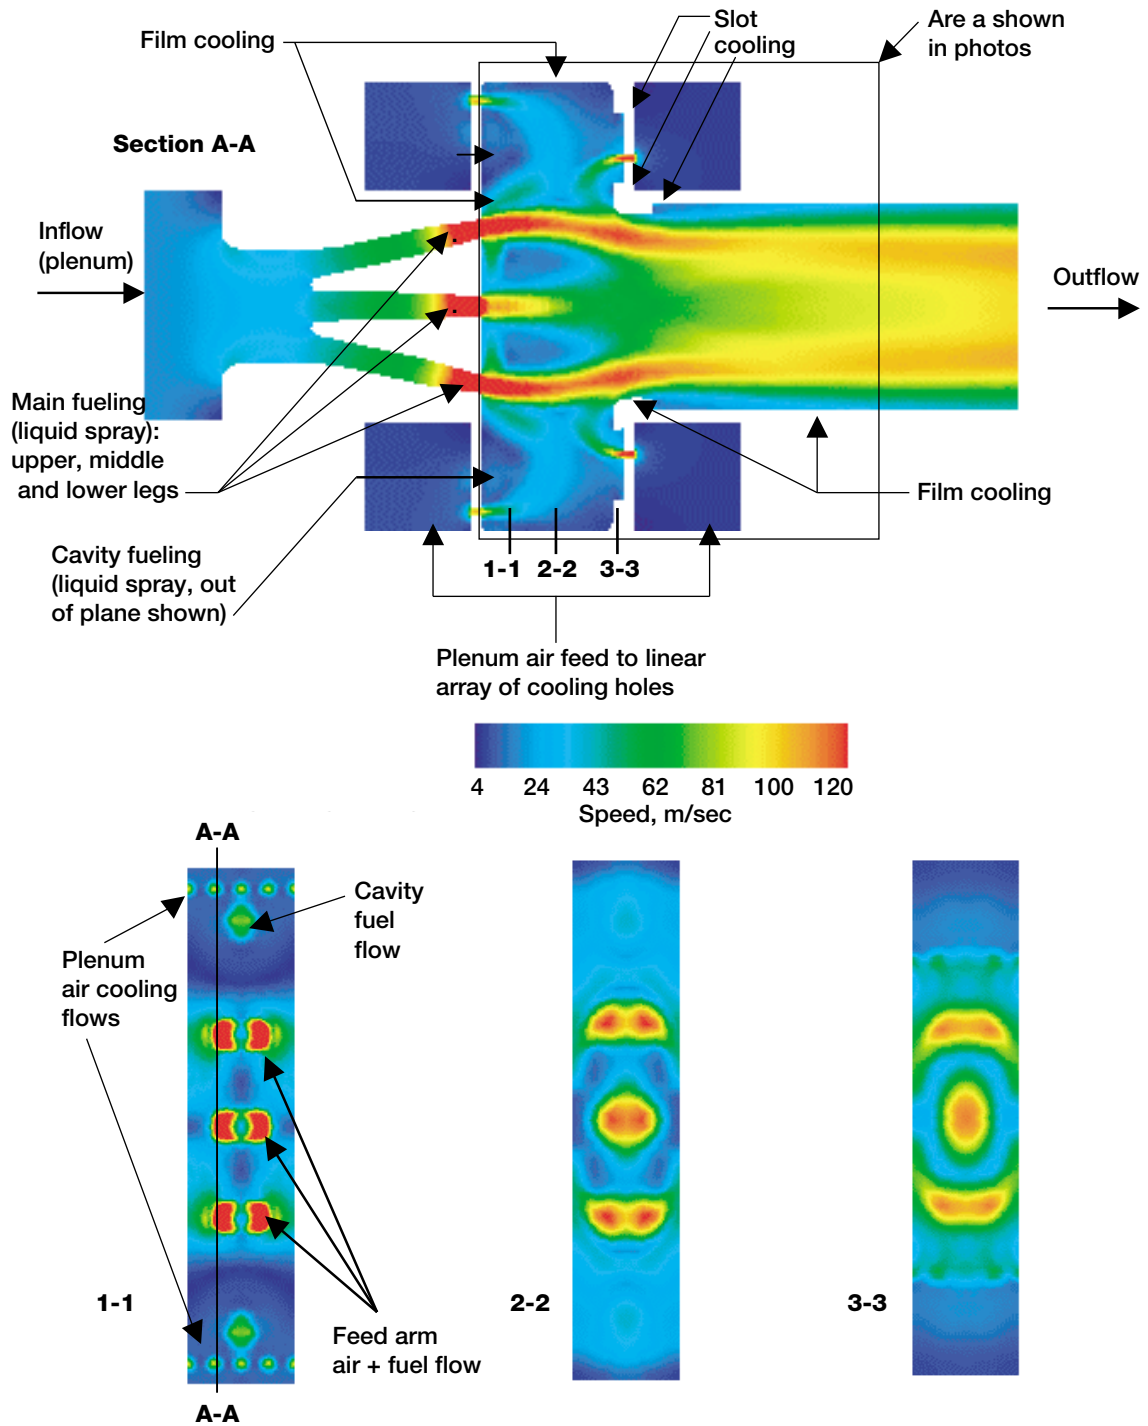 Film cooling
Slot
cooling
Are a shown
in photos
Section A-A
Inflow
(plenum)
Outflow
Main fueling
(liquid spray):
upper, middle
and lower legs
Film cooling
Cavity fueling
(liquid spray, out
of plane shown)
1-1 2-2 3-3
Plenum air feed to linear
array of cooling holes
4 24 43 62 81 100 120
Speed, m/sec
A-A
Cavity
fuel
flow
Plenum
air cooling
flows
1-1
2-2
3-3
Feed arm
air + fuel flow
A-A